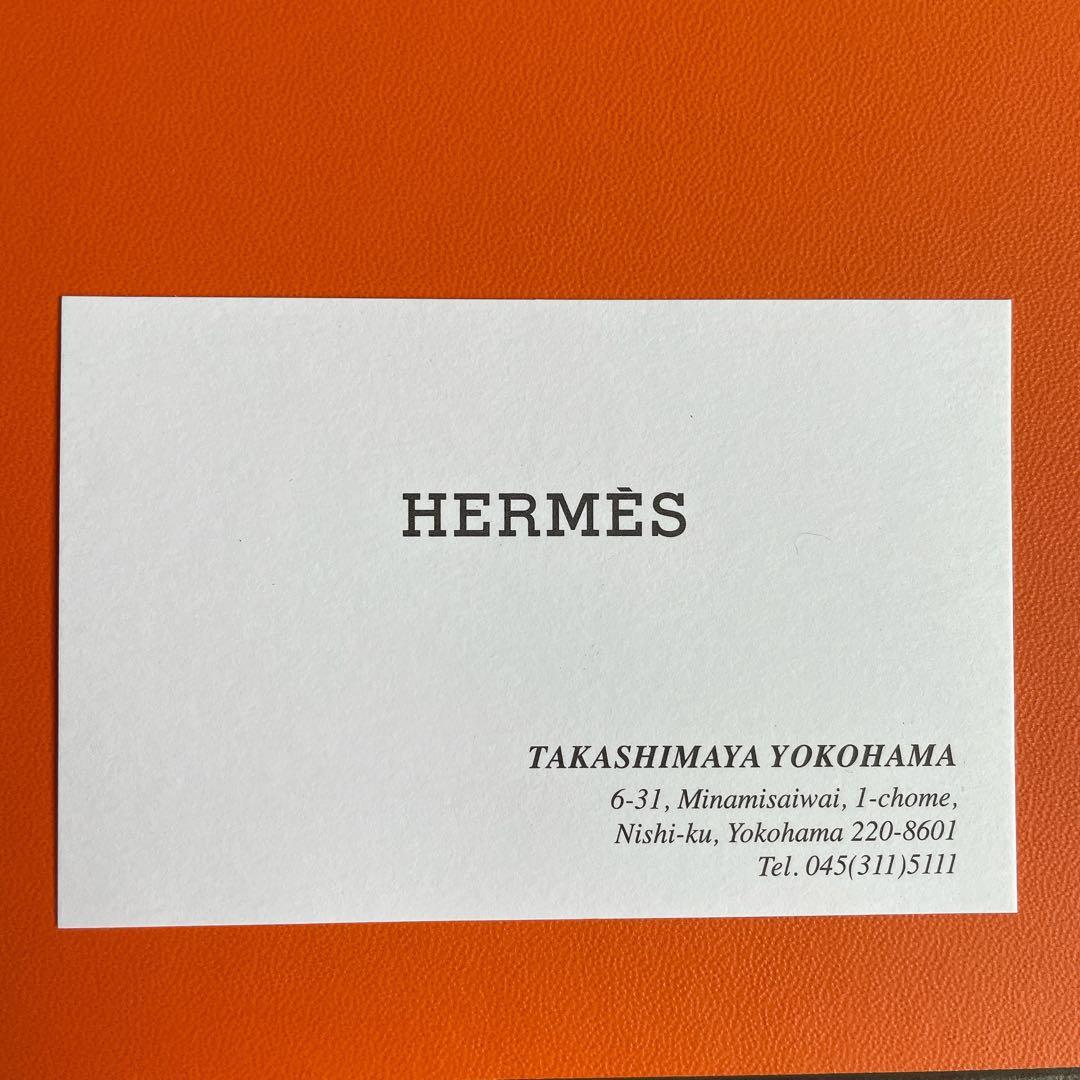 HERMÈS
TAKASHIMAYA YOKOHAMA
6-31, Minamisaiwai, 1-chome,
Nishi-ku, Yokohama 220-8601
Tel. 045(311)5111